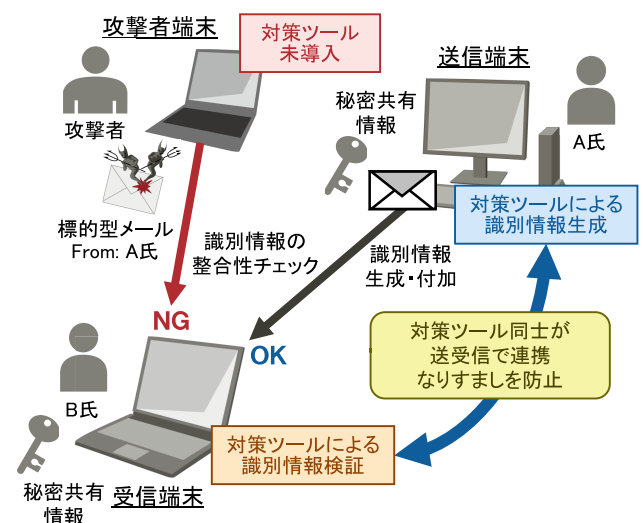 攻撃者端末
対策ツール
未導入
攻撃者
標的型メール
From: A氏
送信端末
秘密共有
情報
A氏
対策ツールによる
識別情報生成
識別情報の
整合性チェック
識別情報
生成・付加
NG
OK
対策ツール同士が
送受信で連携
なりすましを防止
B氏
対策ツールによる
識別情報検証
秘密共有
情報
受信端末